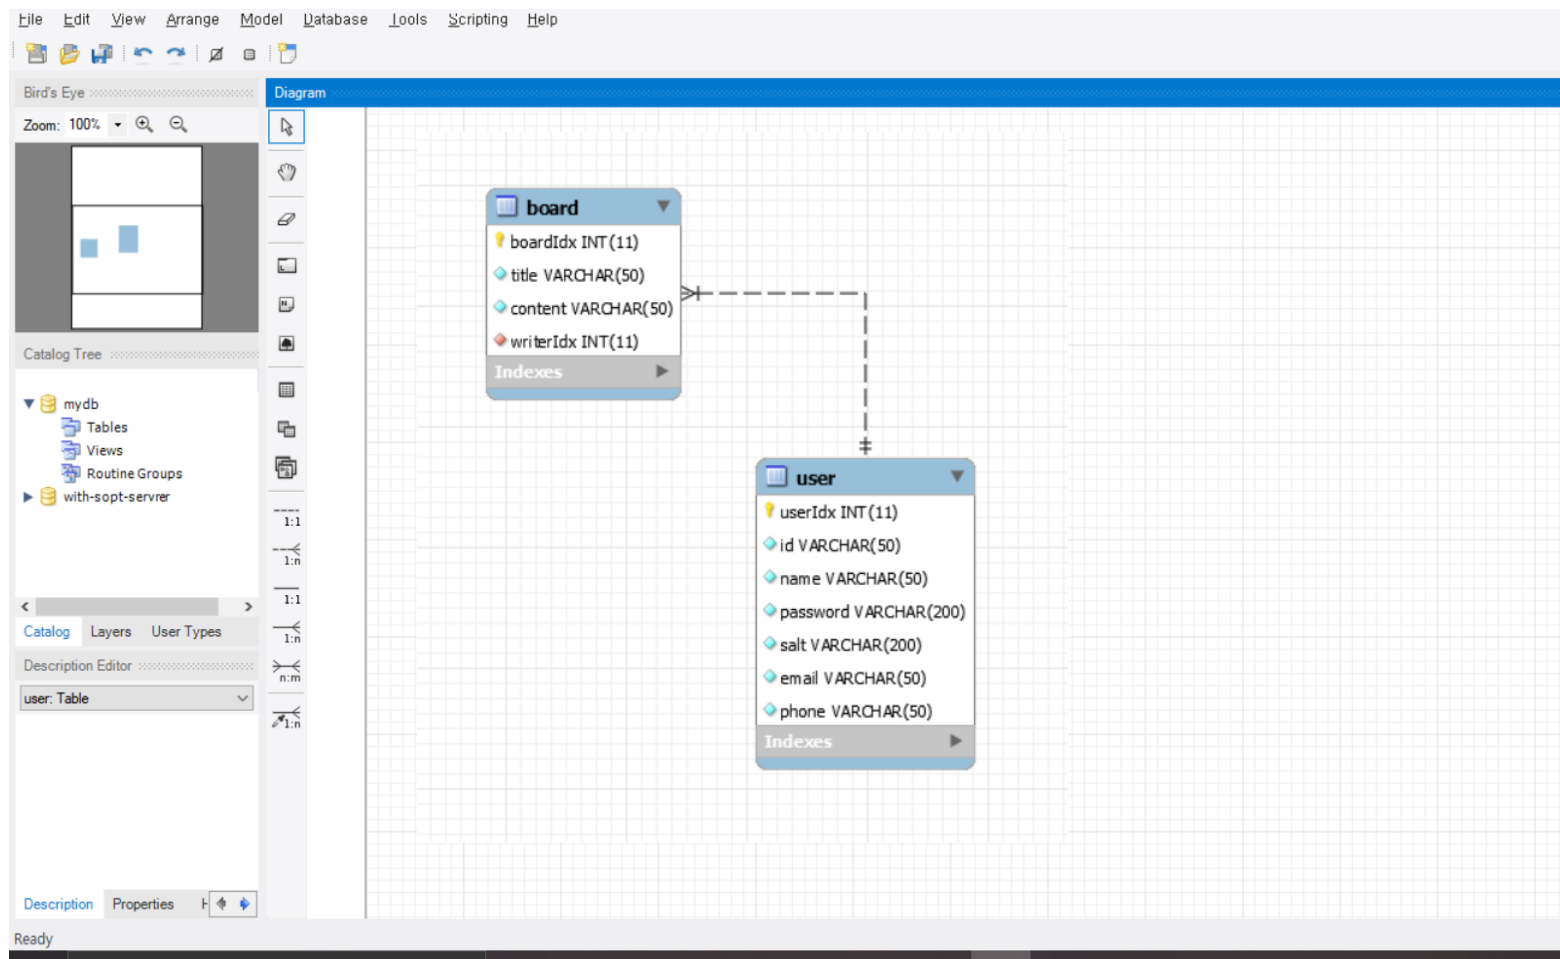 File Edit View Arrange Model Database Tools Scripting Help
Bird's Eye
Zoom: 100%
Catalog Tree
mydb
Tables
Views
Routine Groups
with-sopt-servrer
Catalog Layers User Types
Description Editor
user: Table
Description Properties H
Ready
Diagram
1:1
1:n
1:1
1:n
n:m
1:n
board
boardIdx INT(11)
title VARCHAR(50)
content VARCHAR(50)
writerIdx INT(11)
Indexes
user
userIdx INT(11)
id VARCHAR(50)
name VARCHAR(50)
password VARCHAR(200)
salt VARCHAR(200)
email VARCHAR(50)
phone VARCHAR(50)
Indexes